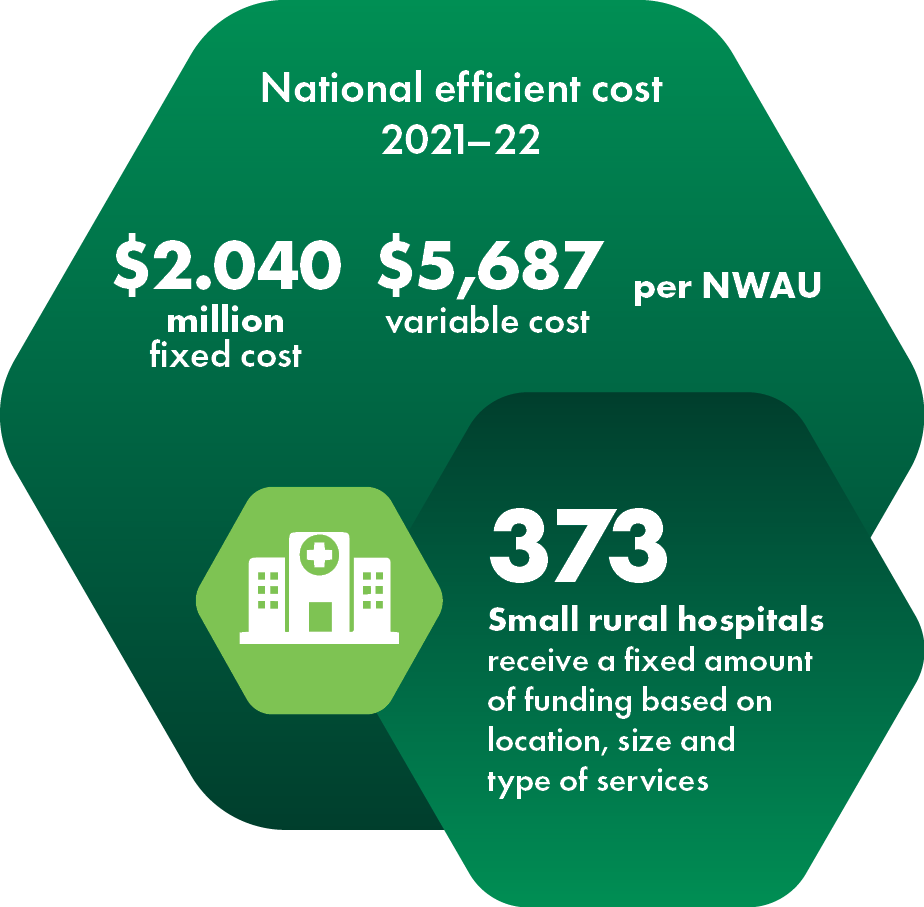 National efficient cost
2021–22
$2.040
million
fixed cost
$5,687
variable cost
per NWAU
373
Small rural hospitals
receive a fixed amount
of funding based on
location, size and
type of services